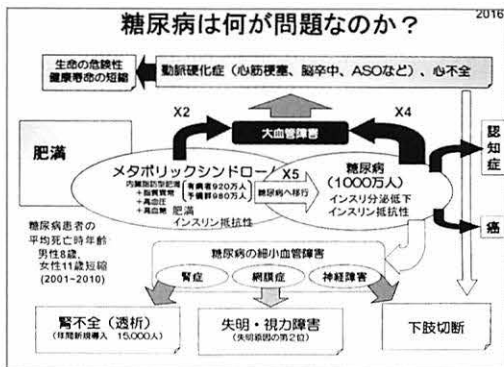 糖尿病は何が問題なのか？
2016
生命の危険性
健康寿命の短縮
動脈硬化症（心筋梗塞、脳卒中、ASOなど）、心不全
X2
X4
大血管障害
認知症
肥満
メタボリックシンドローム
内臓脂肪型肥満
+脂質異常
+高血圧
+高血糖
有病者920万人
予備群980万人
肥満
インスリン抵抗性
X5
糖尿病へ移行
糖尿病
（1000万人）
インスリン分泌低下
インスリン抵抗性
癌
糖尿病患者の
平均死亡時年齢
男性8歳、
女性11歳短縮
(2001~2010)
糖尿病の細小血管障害
腎症
網膜症
神経障害
腎不全（透析）
（年間新規導入 15,000人）
失明・視力障害
（失明原因の第2位）
下肢切断